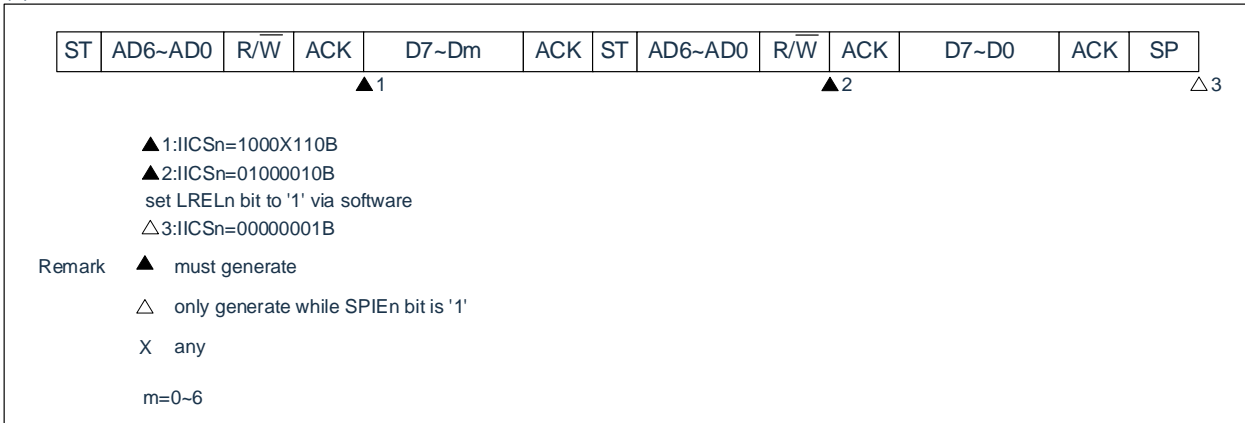 ST AD6~AD0 R/W̅ ACK D7~Dm ACK ST AD6~AD0 R/W̅ ACK D7~D0 ACK SP
▲1 ▲2 △3
▲1:IICSn=1000X110B
▲2:IICSn=01000010B
set LRELn bit to '1' via software
△3:IICSn=00000001B
Remark ▲ must generate
△ only generate while SPIEn bit is '1'
X any
m=0~6